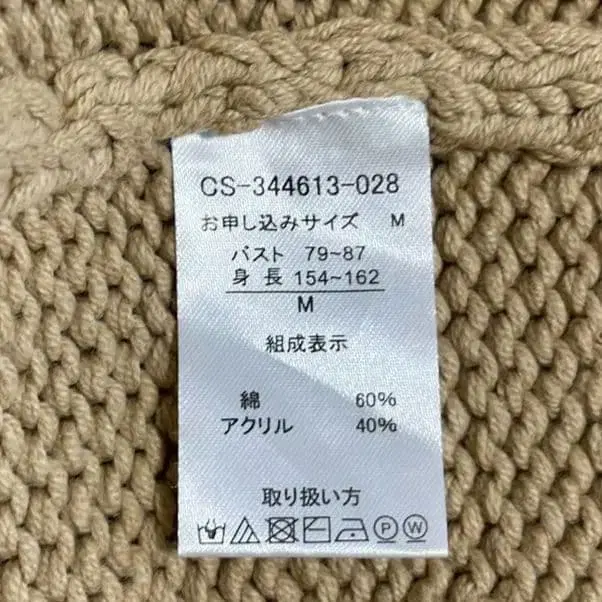 CS-344613-028
お申し込みサイズ M
バスト 79~87
身長 154~162
M
組成表示
綿 60%
アクリル 40%
取り扱い方
P W